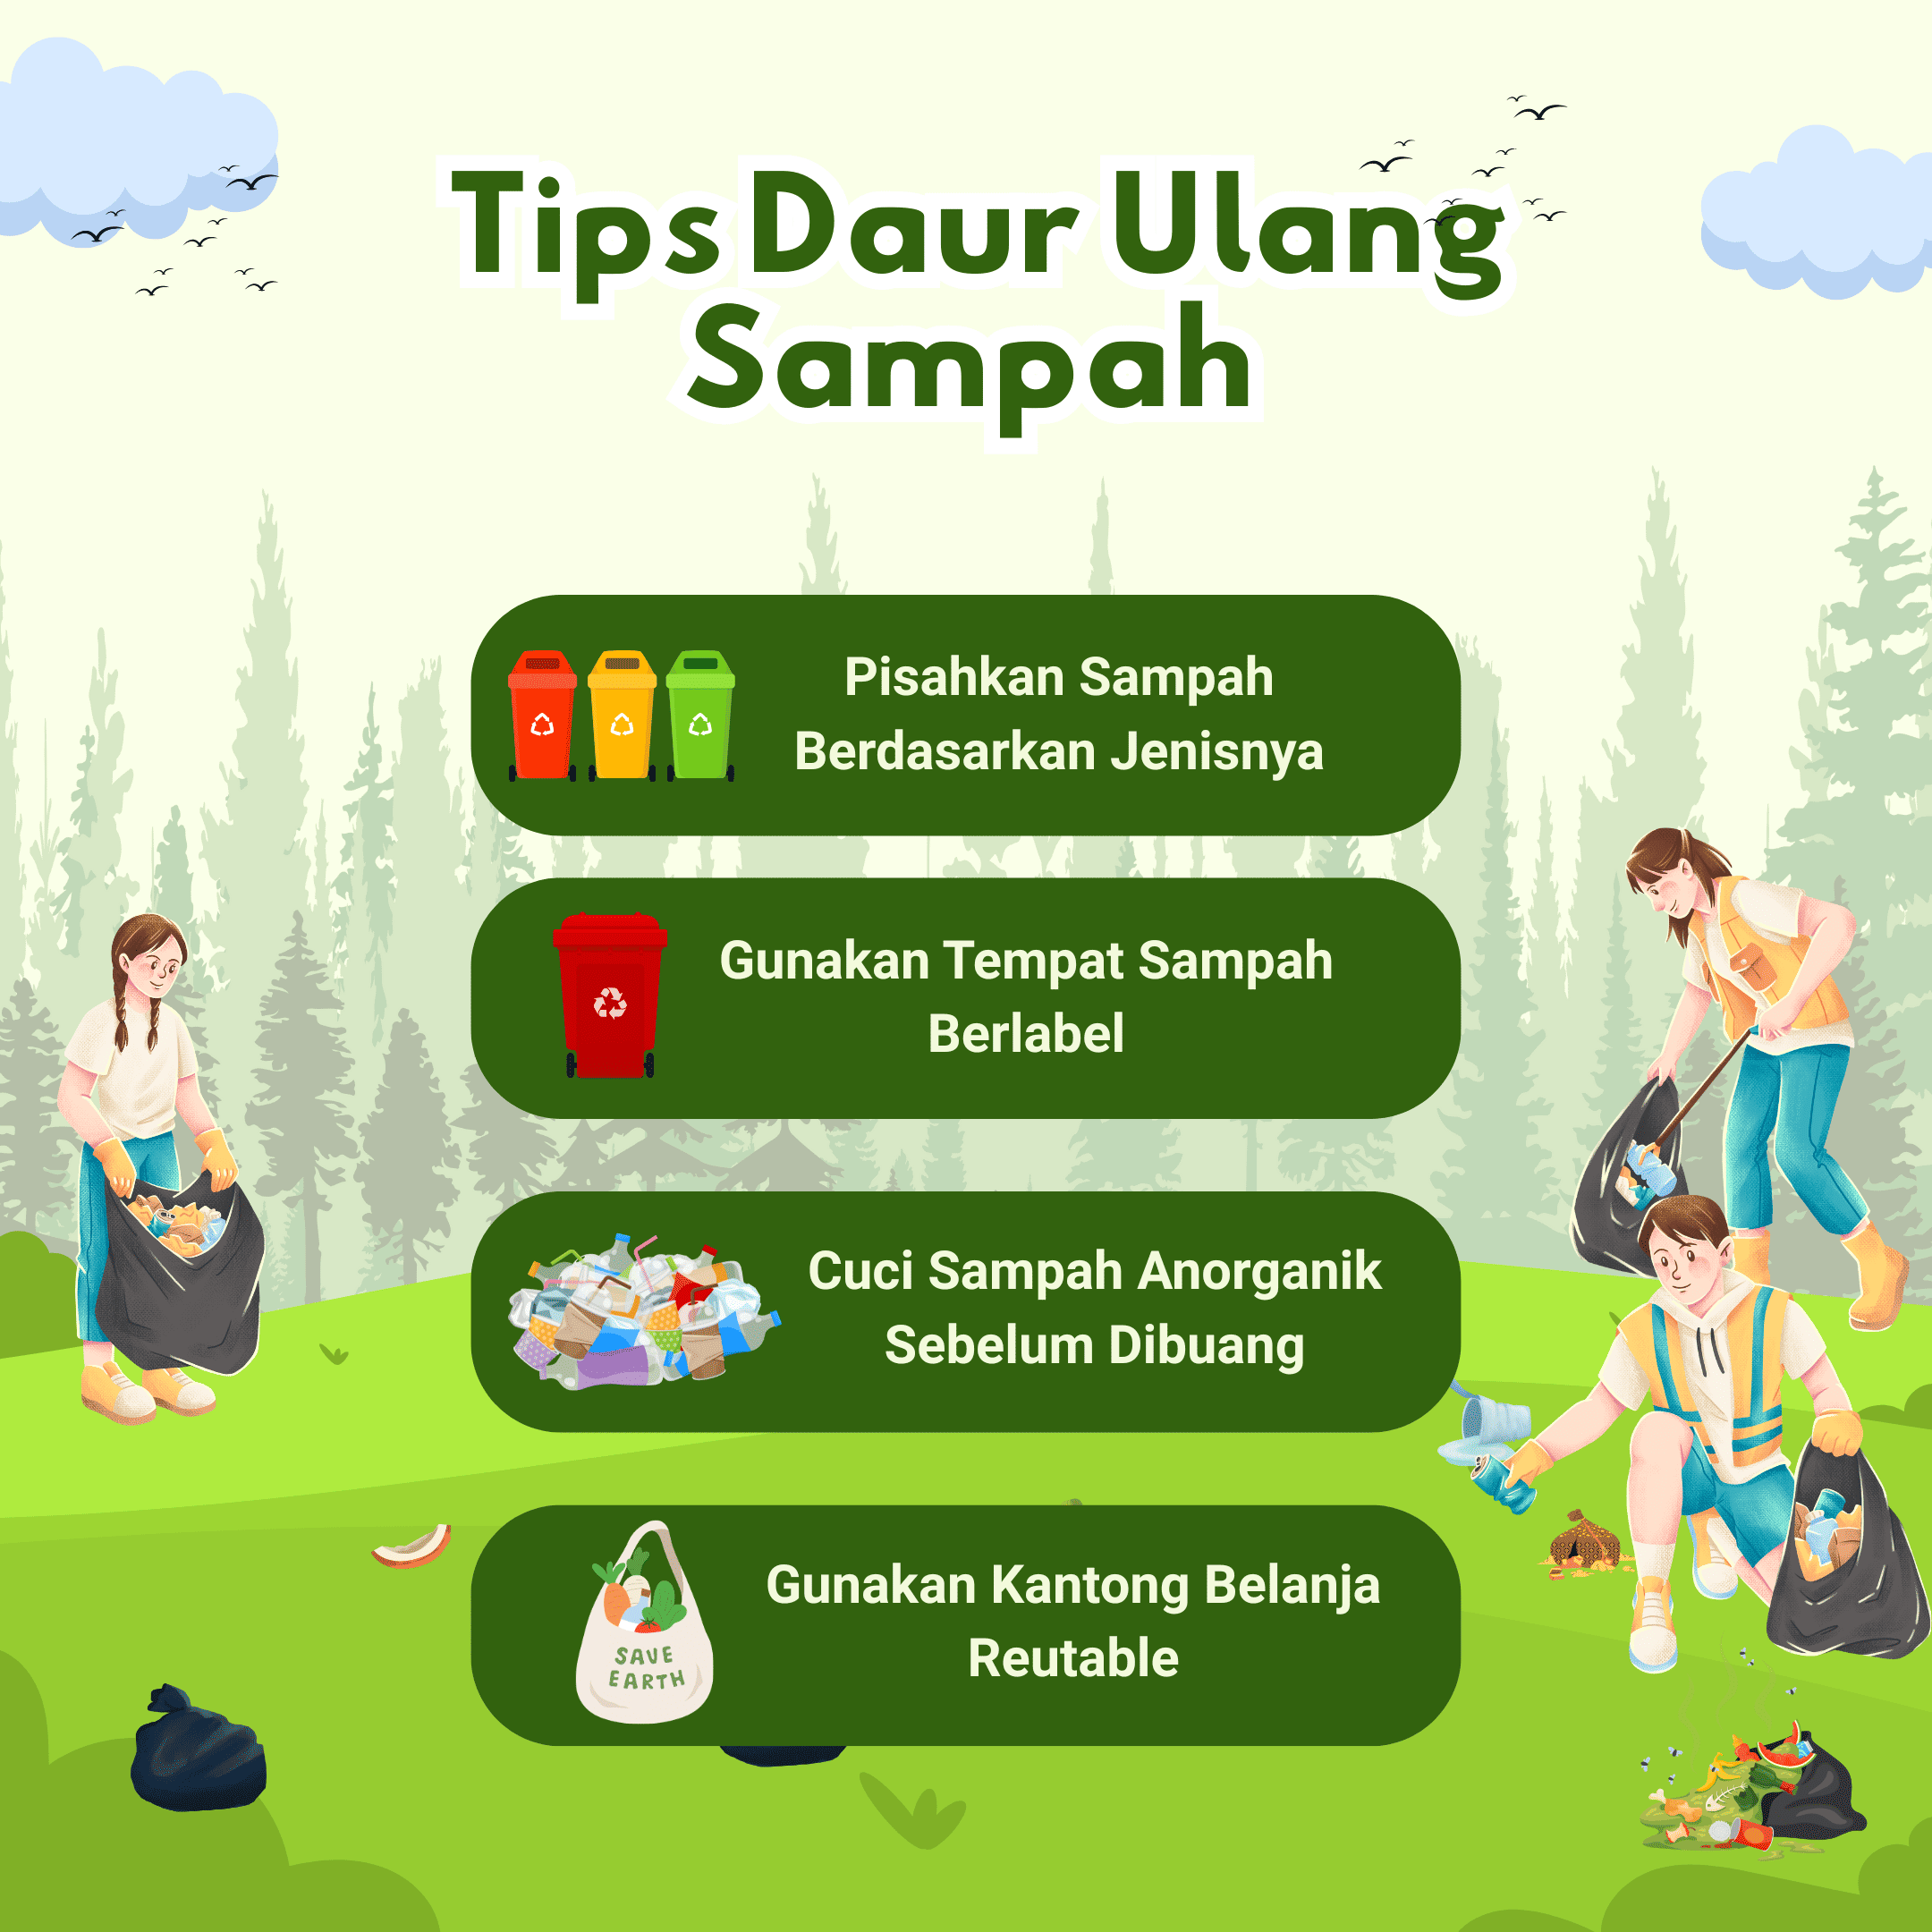 Tips Daur Ulang
Sampah
Pisahkan Sampah
Berdasarkan Jenisnya
Gunakan Tempat Sampah
Berlabel
Cuci Sampah Anorganik
Sebelum Dibuang
Gunakan Kantong Belanja
Reutable
SAVE
EARTH